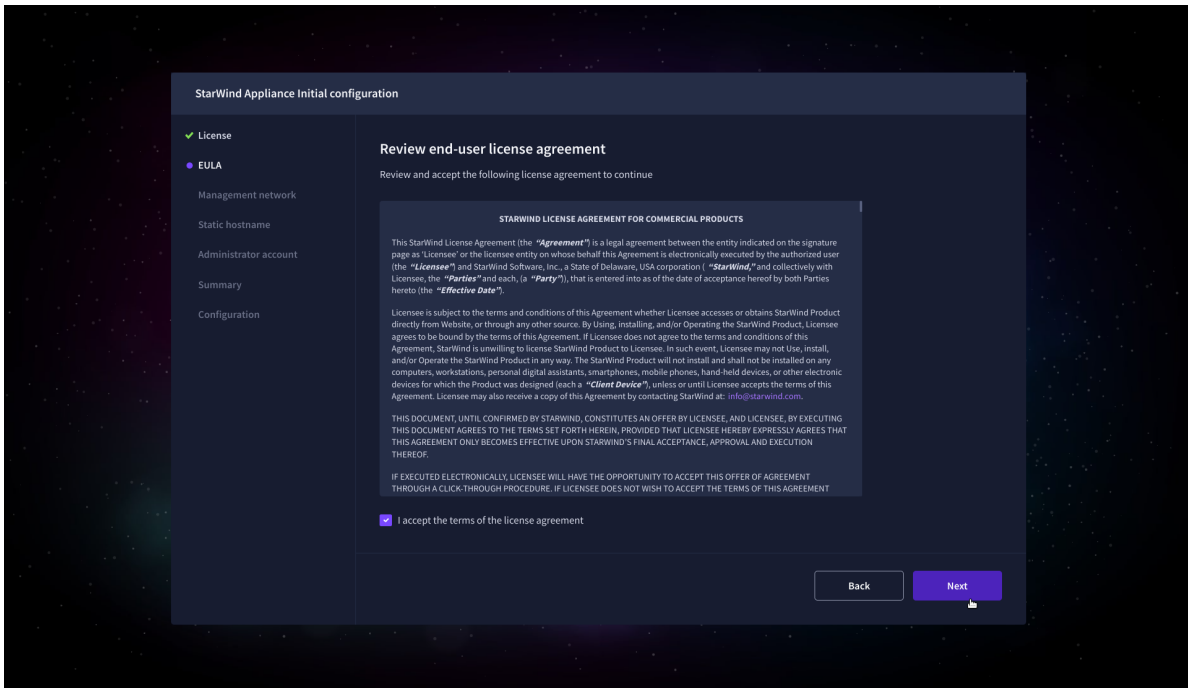 StarWind Appliance Initial configuration
License
EULA
Management network
Static hostname
Administrator account
Summary
Configuration
Review end-user license agreement
Review and accept the following license agreement to continue
STARWIND LICENSE AGREEMENT FOR COMMERCIAL PRODUCTS
This StarWind License Agreement (the “Agreement”) is a legal agreement between the entity indicated on the signature
page as 'Licensee' or the licensee entity on whose behalf this Agreement is electronically executed by the authorized user
(the “Licensee”) and StarWind Software, Inc., a State of Delaware, USA corporation ( “StarWind,” and collectively with
Licensee, the “Parties” and each, (a “Party”)), that is entered into as of the date of acceptance hereof by both Parties
hereto (the “Effective Date”).
Licensee is subject to the terms and conditions of this Agreement whether Licensee accesses or obtains StarWind Product
directly from Website, or through any other source. By Using, installing, and/or Operating the StarWind Product, Licensee
agrees to be bound by the terms of this Agreement. If Licensee does not agree to the terms and conditions of this
Agreement, StarWind is unwilling to license StarWind Product to Licensee. In such event, Licensee may not Use, install,
and/or Operate the StarWind Product in any way. The StarWind Product will not install and shall not be installed on any
computers, workstations, personal digital assistants, smartphones, mobile phones, hand-held devices, or other electronic
devices for which the Product was designed (each a “Client Device”), unless or until Licensee accepts the terms of this
Agreement. Licensee may also receive a copy of this Agreement by contacting StarWind at: info@starwind.com.
THIS DOCUMENT, UNTIL CONFIRMED BY STARWIND, CONSTITUTES AN OFFER BY LICENSEE, AND LICENSEE, BY EXECUTING
THIS DOCUMENT AGREES TO THE TERMS SET FORTH HEREIN, PROVIDED THAT LICENSEE HEREBY EXPRESSLY AGREES THAT
THIS AGREEMENT ONLY BECOMES EFFECTIVE UPON STARWIND'S FINAL ACCEPTANCE, APPROVAL AND EXECUTION
THEREOF.
IF EXECUTED ELECTRONICALLY, LICENSEE WILL HAVE THE OPPORTUNITY TO ACCEPT THIS OFFER OF AGREEMENT
THROUGH A CLICK-THROUGH PROCEDURE. IF LICENSEE DOES NOT WISH TO ACCEPT THE TERMS OF THIS AGREEMENT
I accept the terms of the license agreement
Back
Next